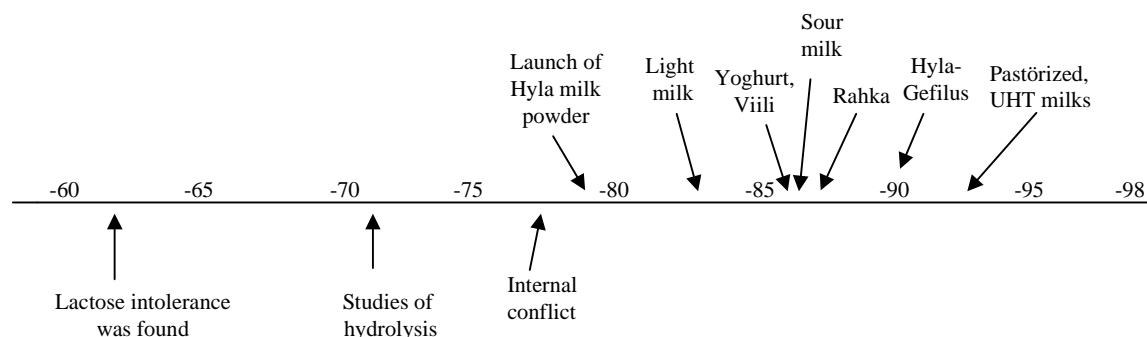 Sour
milk
Launch of
Hyla milk
powder
Light
milk
Yoghurt,
Viili
Rahka
Hyla-
Gefilus
Pastörized,
UHT milks
-60 -65 -70 -75 -80 -85 -90 -95 -98
Lactose intolerance
was found
Studies of
hydrolysis
Internal
conflict